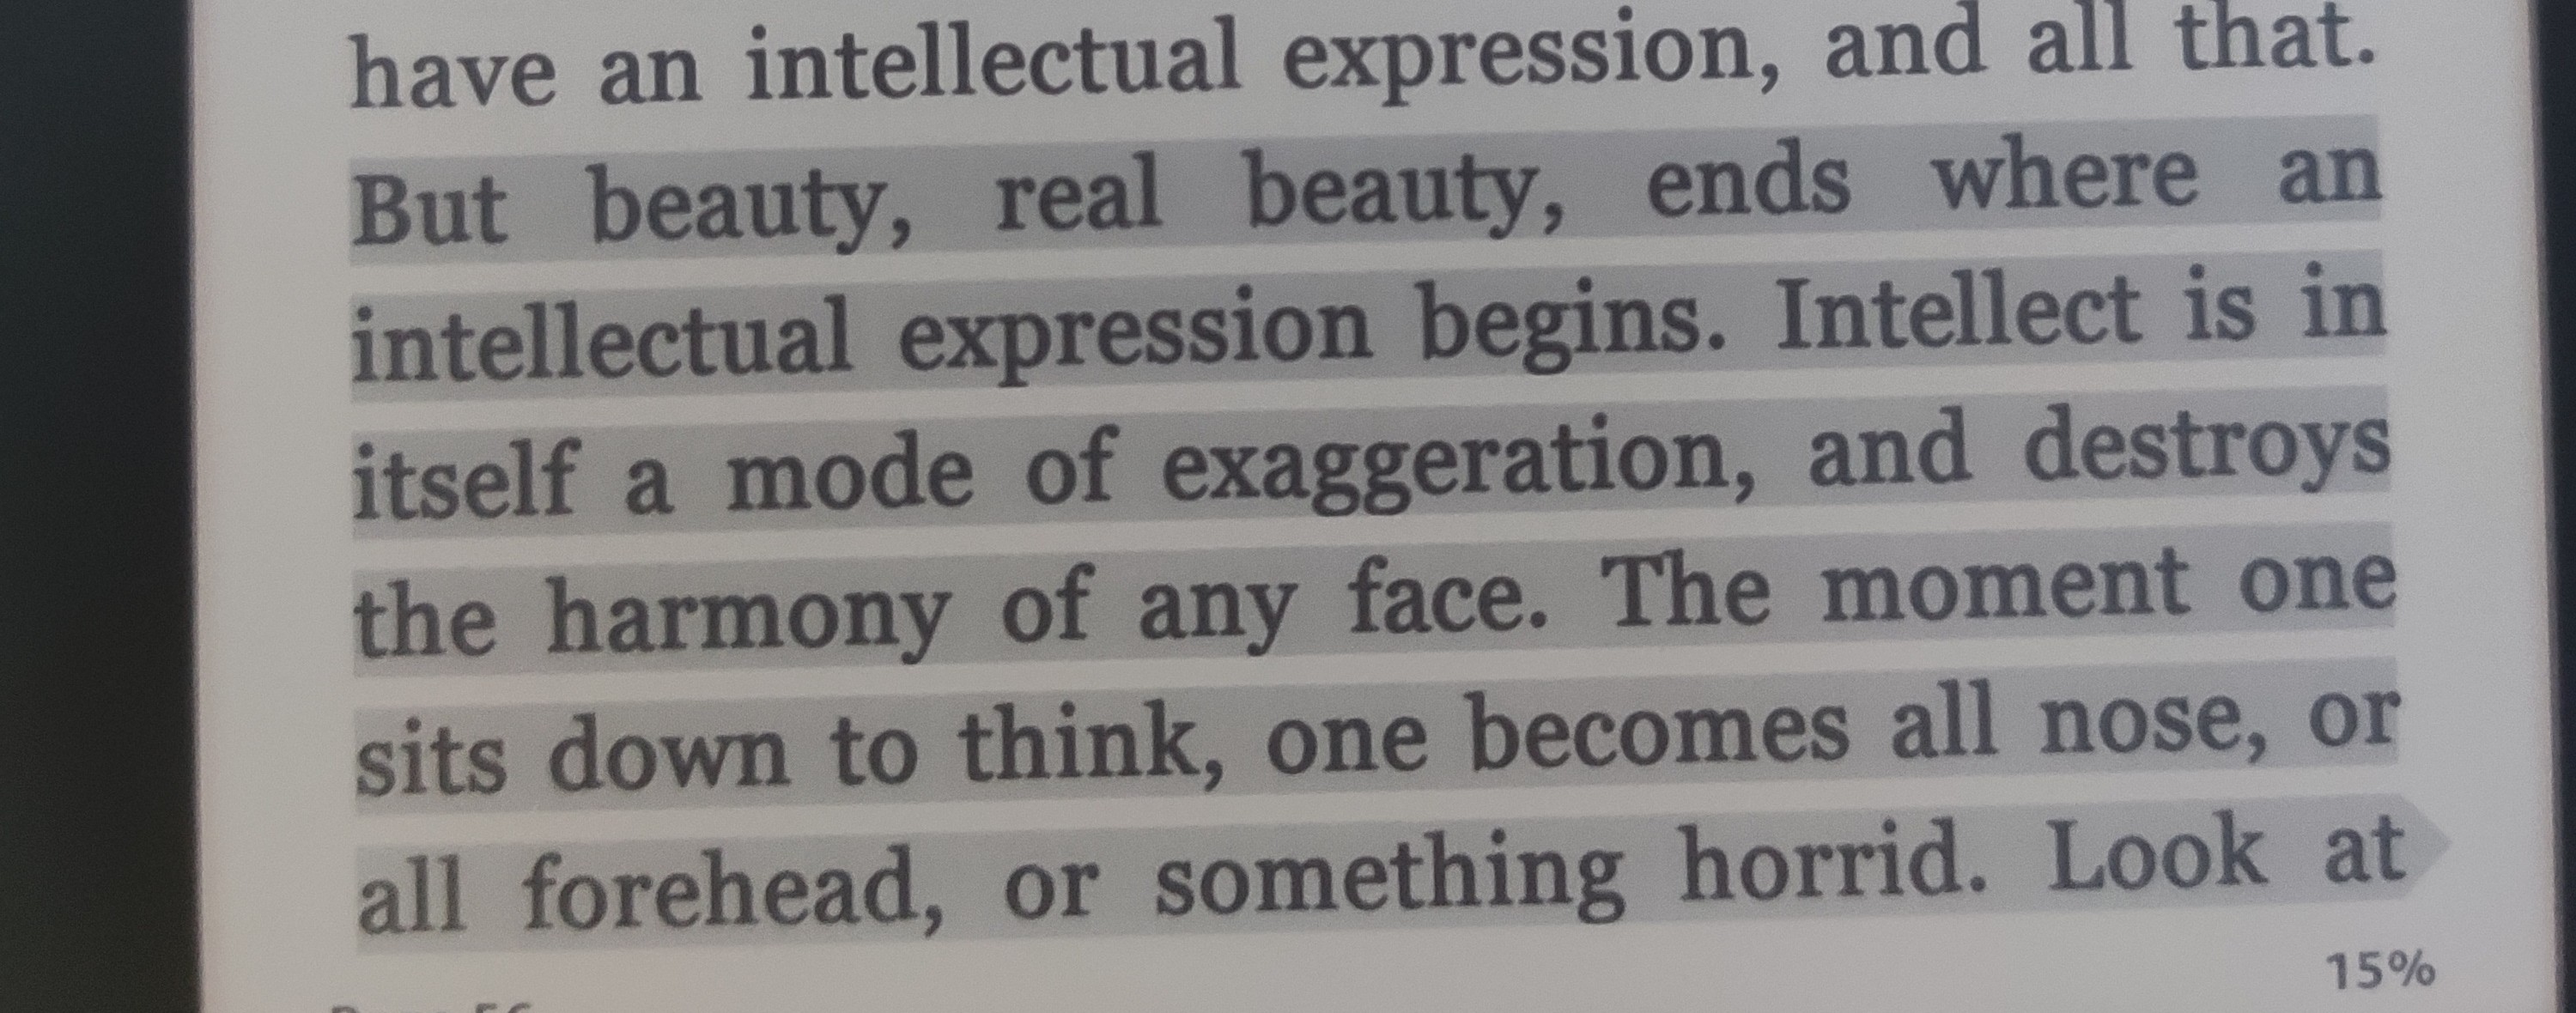 have an intellectual expression, and all that.
But beauty, real beauty, ends where an
intellectual expression begins. Intellect is in
itself a mode of exaggeration, and destroys
the harmony of any face. The moment one
sits down to think, one becomes all nose, or
all forehead, or something horrid. Look at
15%